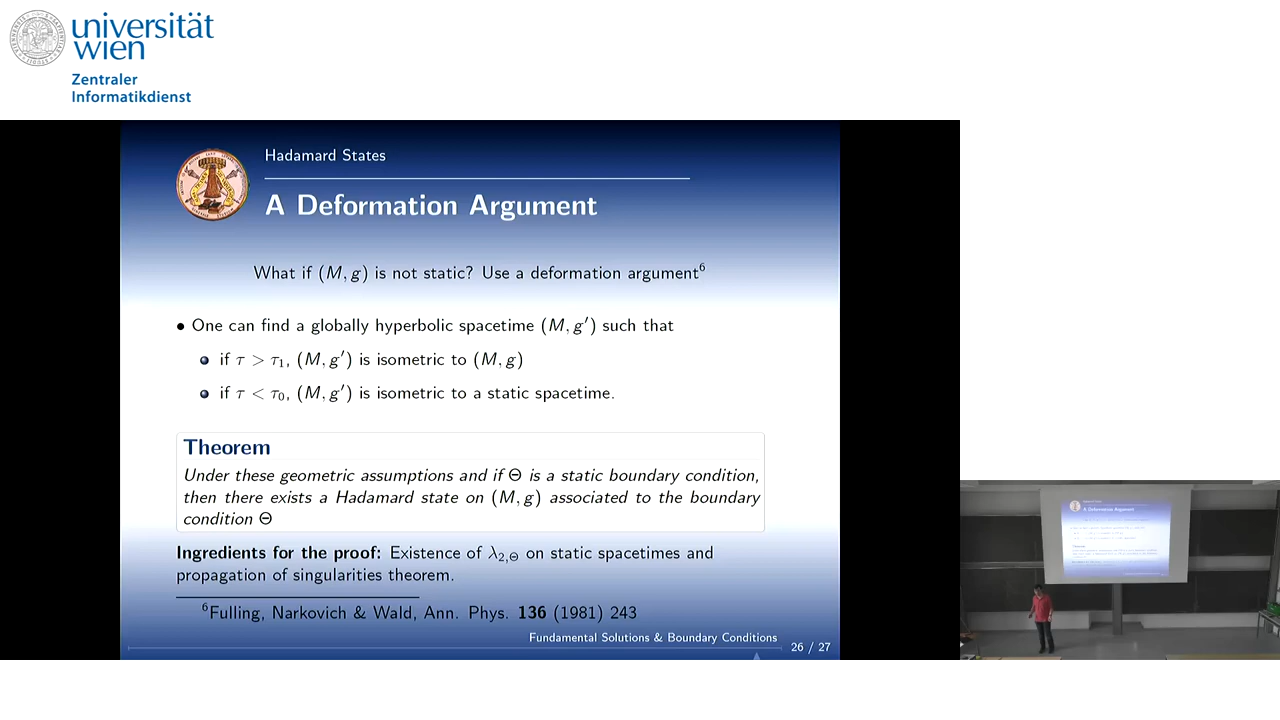 universität
wien
Zentraler
Informatikdienst
Hadamard States
A Deformation Argument
What if (M, g) is not static? Use a deformation argument⁶
• One can find a globally hyperbolic spacetime (M, g′) such that
if τ > τ₁, (M, g′) is isometric to (M, g)
if τ < τ₀, (M, g′) is isometric to a static spacetime.
Theorem
Under these geometric assumptions and if Θ is a static boundary condition,
then there exists a Hadamard state on (M, g) associated to the boundary
condition Θ
Ingredients for the proof: Existence of λ₂,Θ on static spacetimes and
propagation of singularities theorem.
⁶Fulling, Narkovich & Wald, Ann. Phys. 136 (1981) 243
Fundamental Solutions & Boundary Conditions
26 / 27
A Deformation Argument